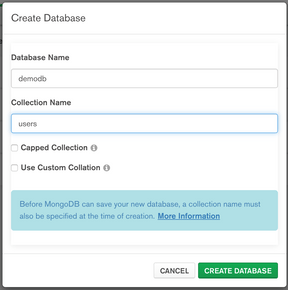 Create Database
Database Name
demodb
Collection Name
users
Capped Collection
Use Custom Collation
Before MongoDB can save your new database, a collection name must
also be specified at the time of creation. More Information
CANCEL
CREATE DATABASE